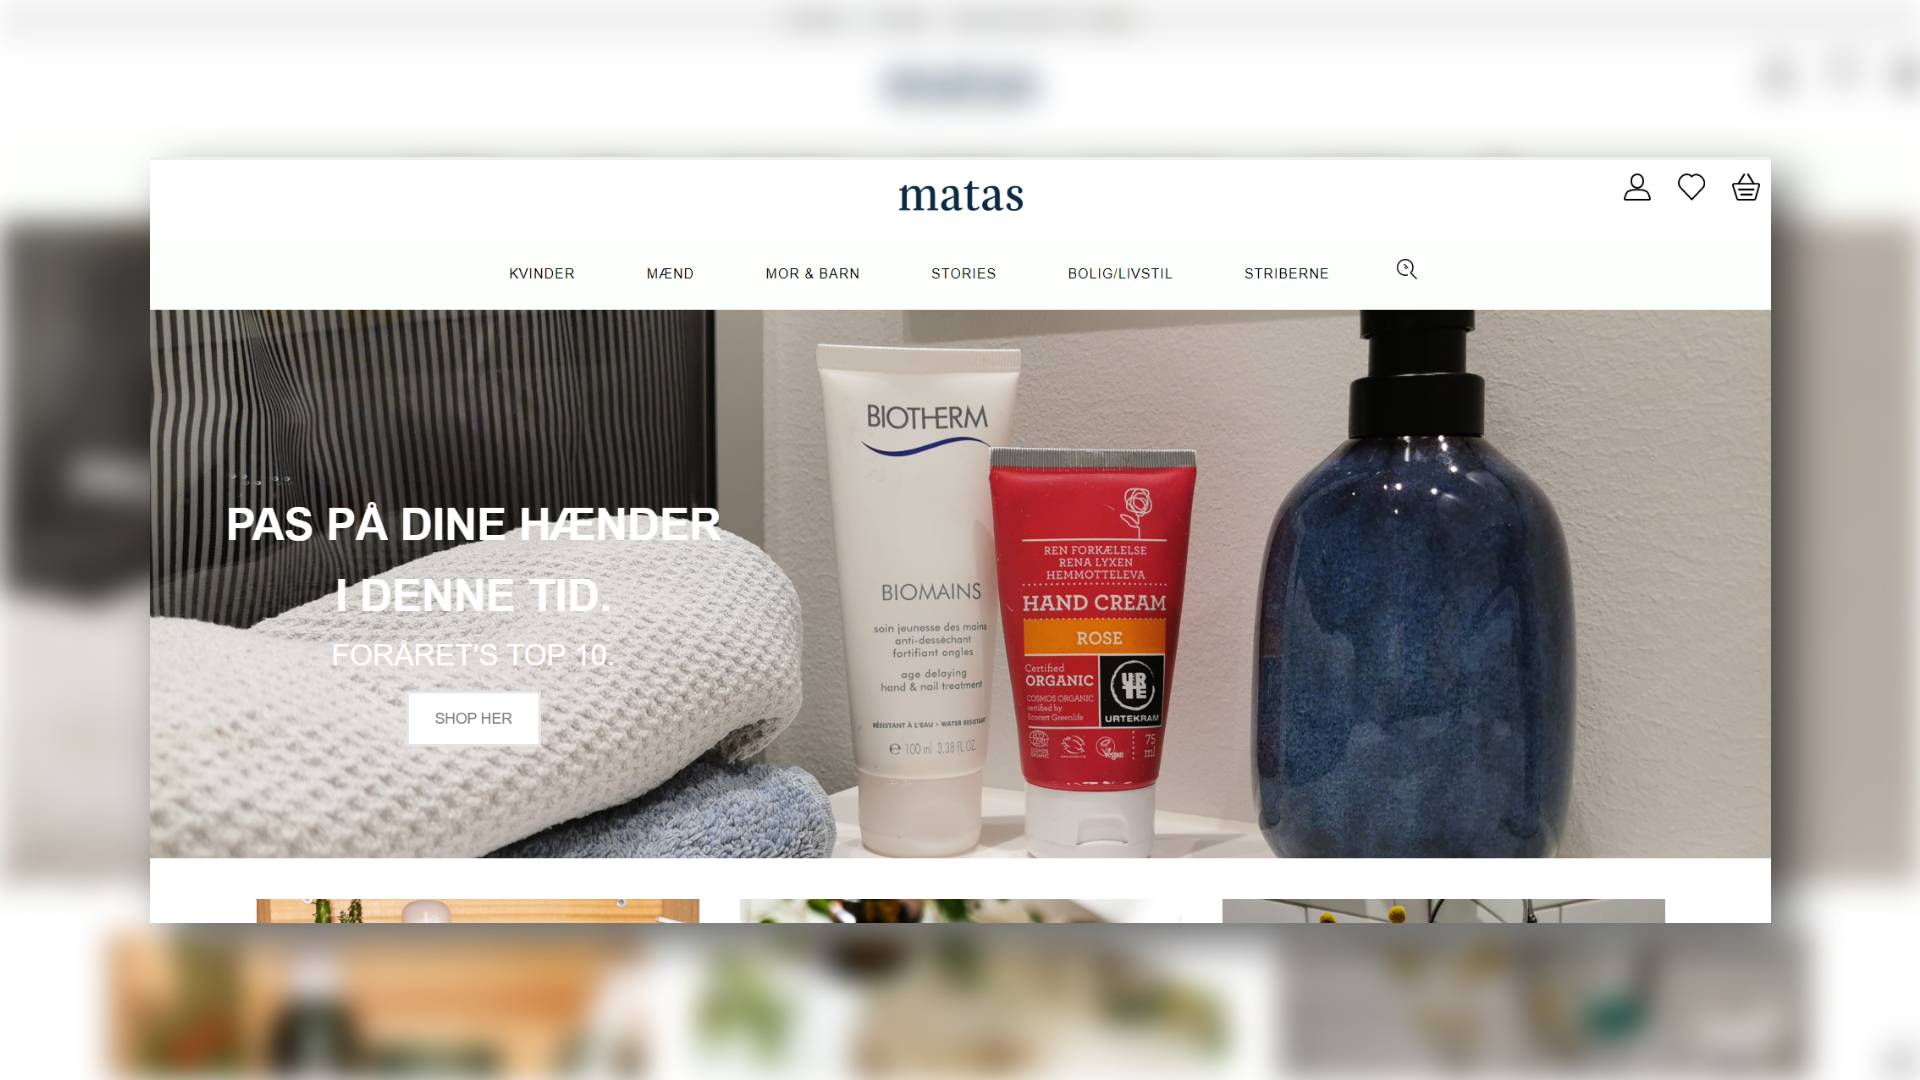 matas
KVINDER
MÆND
MOR & BARN
STORIES
BOLIG/LIVSTIL
STRIBERNE
PAS PÅ DINE HÆNDER
I DENNE TID.
FORÅRET'S TOP 10.
SHOP HER
BIOTHERM
BIOMAINS
soin jeunesse des mains
anti-desséchant
fortifiant ongles
age delaying
hand & nail treatment
RÉSISTANT À L'EAU • WATER RESISTANT
e 100 ml 3.38 FL OZ
REN FORKÆLELSE
RENA LYXEN
HEMMOTTELEVA
HAND CREAM
ROSE
Certified
ORGANIC
COSMOS ORGANIC
certified by
Ecocert Greenlife
URTEKRAM
Vegan
75
ml